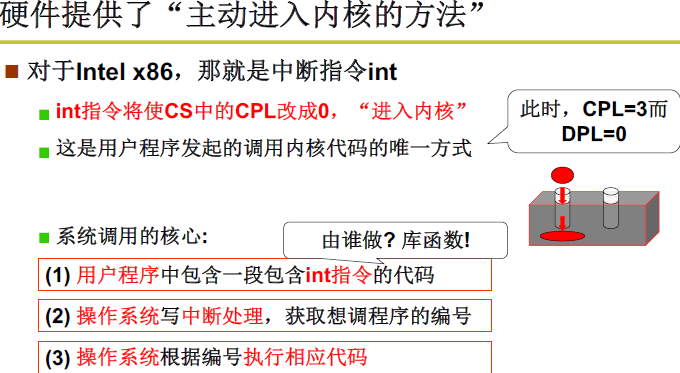 硬件提供了“主动进入内核的方法”
对于Intel x86，那就是中断指令int
int指令将使CS中的CPL改成0，“进入内核”
此时，CPL=3而
DPL=0
这是用户程序发起的调用内核代码的唯一方式
系统调用的核心:
由谁做? 库函数!
(1) 用户程序中包含一段包含int指令的代码
(2) 操作系统写中断处理，获取想调程序的编号
(3) 操作系统根据编号执行相应代码